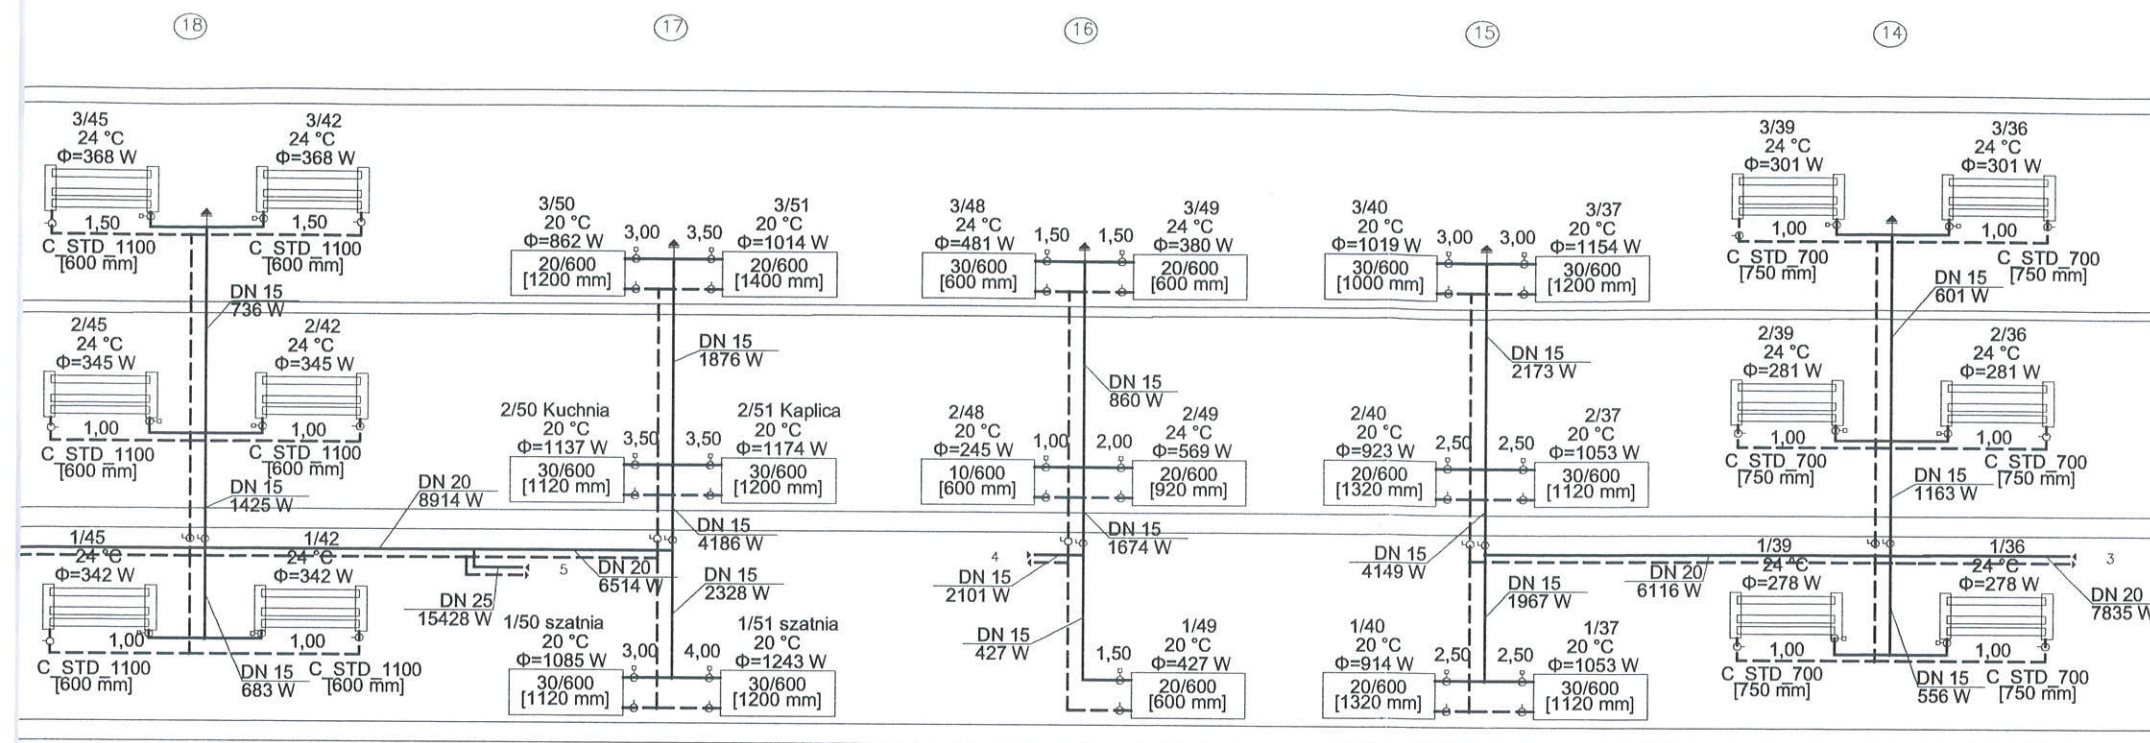 18
17
16
15
14
3/45
24 °C
Φ=368 W
1,50
C_STD_1100
[600 mm]
3/42
24 °C
Φ=368 W
1,50
C_STD_1100
[600 mm]
DN 15
736 W
2/45
24 °C
Φ=345 W
1,00
C_STD_1100
[600 mm]
2/42
24 °C
Φ=345 W
1,00
C_STD_1100
[600 mm]
DN 15
1425 W
DN 20
8914 W
1/45
24 °C
Φ=342 W
1,00
C_STD_1100
[600 mm]
1/42
24 °C
Φ=342 W
1,00
C_STD_1100
[600 mm]
DN 15
683 W
DN 25
15428 W
5
3/50
20 °C
Φ=862 W
3,00
20/600
[1200 mm]
3/51
20 °C
Φ=1014 W
3,50
20/600
[1400 mm]
DN 15
1876 W
2/50 Kuchnia
20 °C
Φ=1137 W
3,50
30/600
[1120 mm]
2/51 Kaplica
20 °C
Φ=1174 W
3,50
30/600
[1200 mm]
DN 15
4186 W
DN 20
6514 W
DN 15
2328 W
1/50 szatnia
20 °C
Φ=1085 W
3,00
30/600
[1120 mm]
1/51 szatnia
20 °C
Φ=1243 W
4,00
30/600
[1200 mm]
3/48
24 °C
Φ=481 W
1,50
30/600
[600 mm]
3/49
24 °C
Φ=380 W
1,50
20/600
[600 mm]
DN 15
860 W
2/48
20 °C
Φ=245 W
1,00
10/600
[600 mm]
2/49
24 °C
Φ=569 W
2,00
20/600
[920 mm]
DN 15
1674 W
4
DN 15
2101 W
DN 15
427 W
1/49
20 °C
Φ=427 W
1,50
20/600
[600 mm]
3/40
20 °C
Φ=1019 W
3,00
30/600
[1000 mm]
3/37
20 °C
Φ=1154 W
3,00
30/600
[1200 mm]
DN 15
2173 W
2/40
20 °C
Φ=923 W
2,50
20/600
[1320 mm]
2/37
20 °C
Φ=1053 W
2,50
30/600
[1120 mm]
DN 15
4149 W
DN 15
1967 W
DN 20
6116 W
1/40
20 °C
Φ=914 W
2,50
20/600
[1320 mm]
1/37
20 °C
Φ=1053 W
2,50
30/600
[1120 mm]
3/39
24 °C
Φ=301 W
1,00
C_STD_700
[750 mm]
3/36
24 °C
Φ=301 W
1,00
C_STD_700
[750 mm]
DN 15
601 W
2/39
24 °C
Φ=281 W
1,00
C_STD_700
[750 mm]
2/36
24 °C
Φ=281 W
1,00
C_STD_700
[750 mm]
DN 15
1163 W
1/39
24 °C
Φ=278 W
1,00
C_STD_700
[750 mm]
1/36
24 °C
Φ=278 W
1,00
C_STD_700
[750 mm]
DN 15
556 W
3
DN 20
7835 W